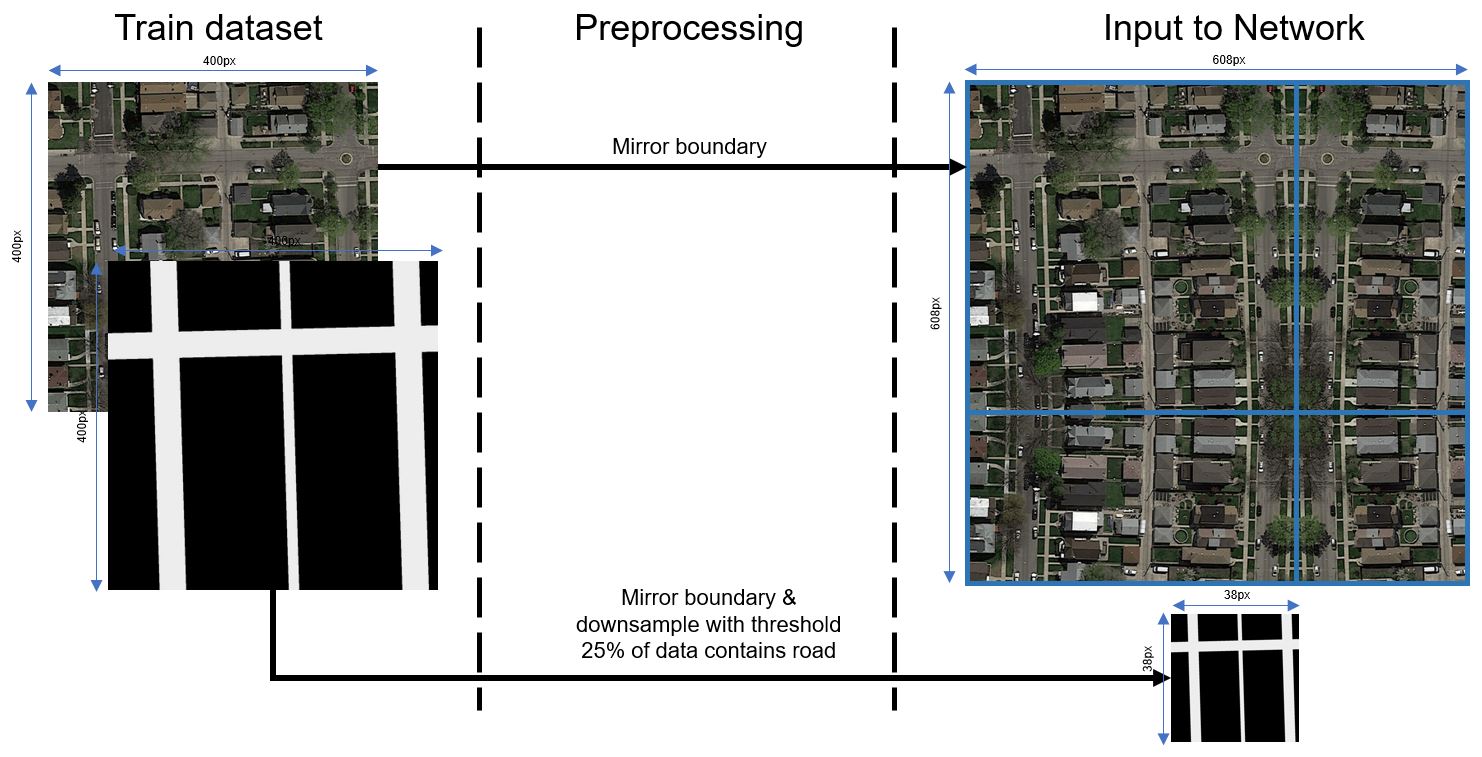 Train dataset
Preprocessing
Input to Network
400px
608px
Mirror boundary
400px
400px
608px
400px
Mirror boundary &
downsample with threshold
25% of data contains road
38px
38px